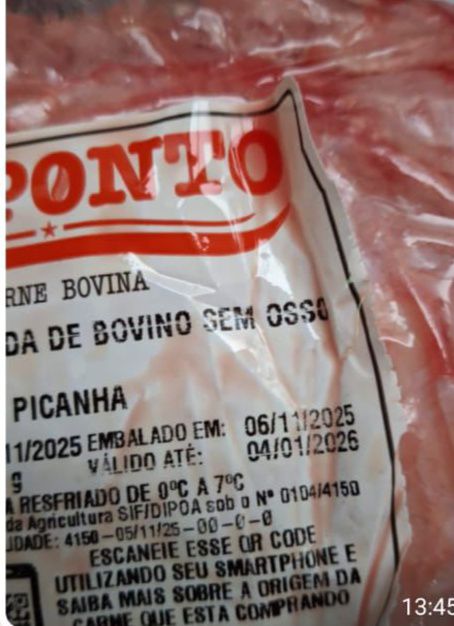 PONTO
RNE BOVINA
DA DE BOVINO SEM OSSO
PICANHA
11/2025 EMBALADO EM: 06/11/2025
g VÁLIDO ATÉ: 04/01/2026
A RESFRIADO DE 0ºC A 7ºC
da Agricultura SIF/DIPOA sob o Nº 0104/4150
IDADE: 4150-05/11/25-00-0-0
ESCANEIE ESSE QR CODE
UTILIZANDO SEU SMARTPHONE E
SAIBA MAIS SOBRE A ORIGEM DA
CARNE QUE ESTA COMPRANDO
13:45